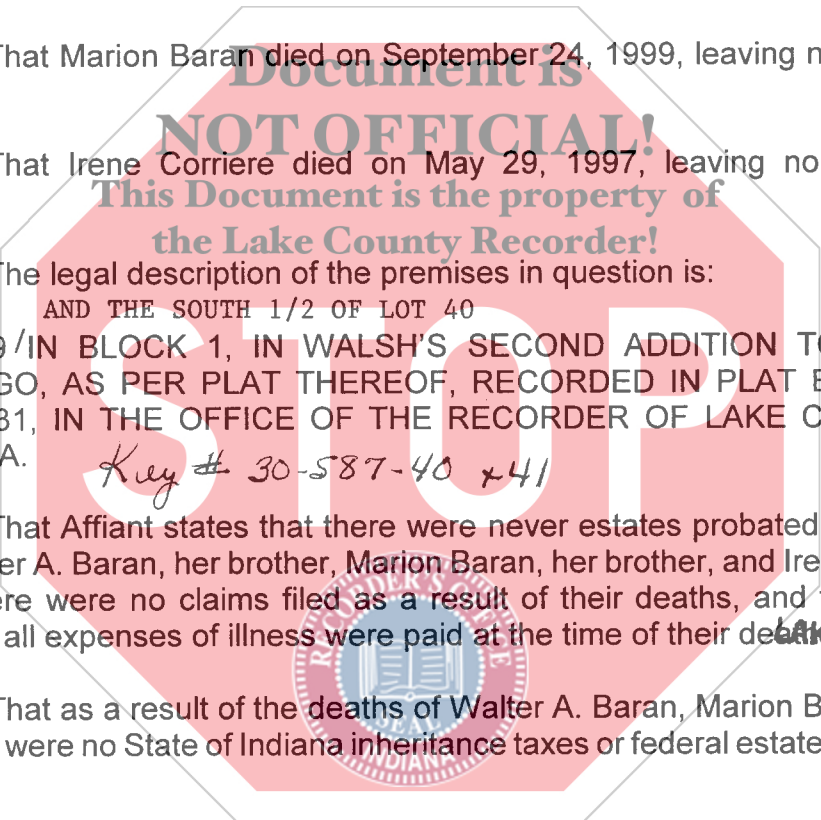 That Marion Baran died on September 24, 1999, leaving n
Document is
NOT OFFICIAL!
That Irene Corriere died on May 29, 1997, leaving no
This Document is the property of
the Lake County Recorder!
The legal description of the premises in question is:
AND THE SOUTH 1/2 OF LOT 40
9/IN BLOCK 1, IN WALSH'S SECOND ADDITION TO
GO, AS PER PLAT THEREOF, RECORDED IN PLAT B
31, IN THE OFFICE OF THE RECORDER OF LAKE C
A.
Key # 30-587-40 +41
STOP
That Affiant states that there were never estates probated
er A. Baran, her brother, Marion Baran, her brother, and Ire
ere were no claims filed as a result of their deaths, and
all expenses of illness were paid at the time of their
That as a result of the deaths of Walter A. Baran, Marion B
were no State of Indiana inheritance taxes or federal estate
RECORDER'S OFFICE
SEAL
INDIANA